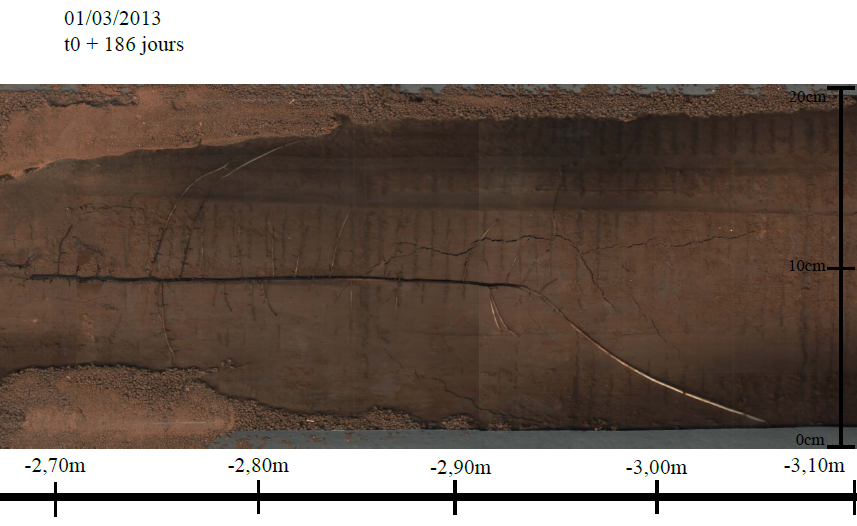 01/03/2013
t0 + 186 jours
20cm
10cm
0cm
-2,70m
-2,80m
-2,90m
-3,00m
-3,10m